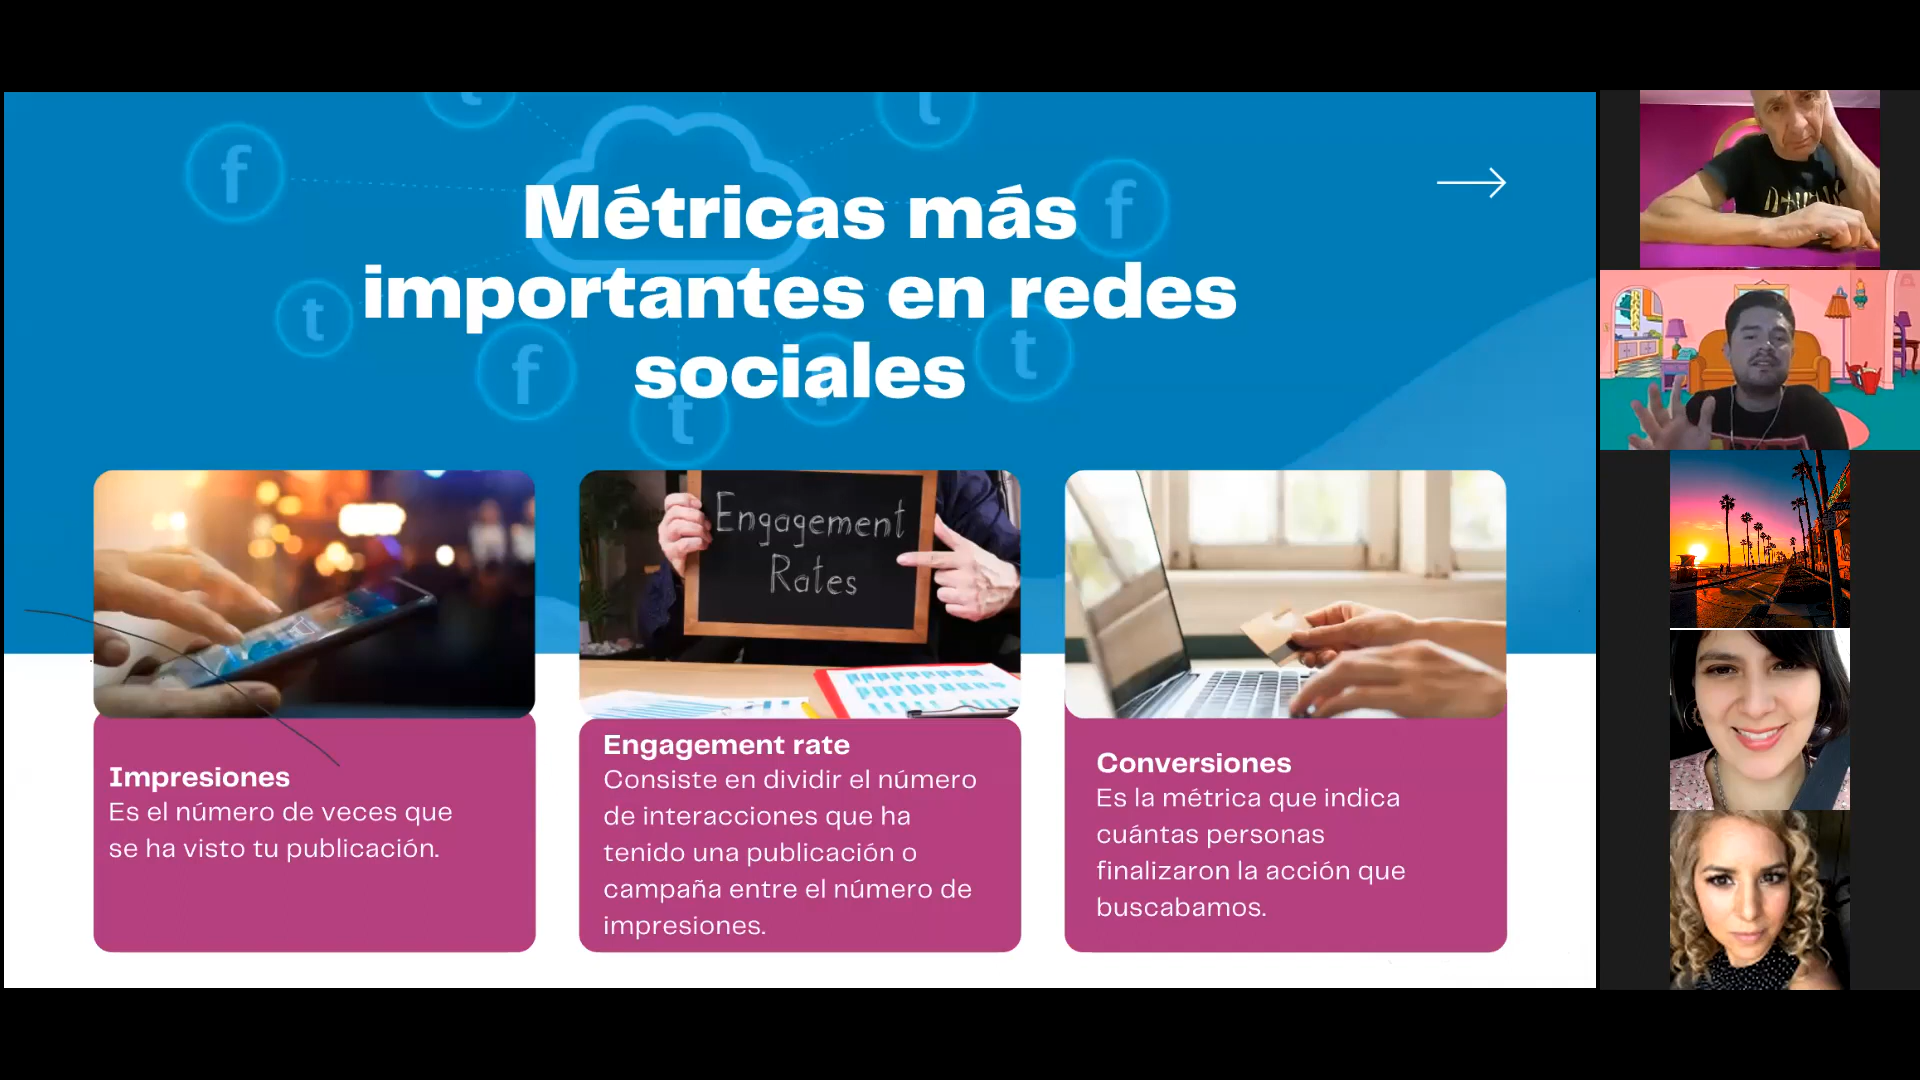 Métricas más
importantes en redes
sociales
Engagement
Rates
Impresiones
Es el número de veces que
se ha visto tu publicación.
Engagement rate
Consiste en dividir el número
de interacciones que ha
tenido una publicación o
campaña entre el número de
impresiones.
Conversiones
Es la métrica que indica
cuántas personas
finalizaron la acción que
buscabamos.